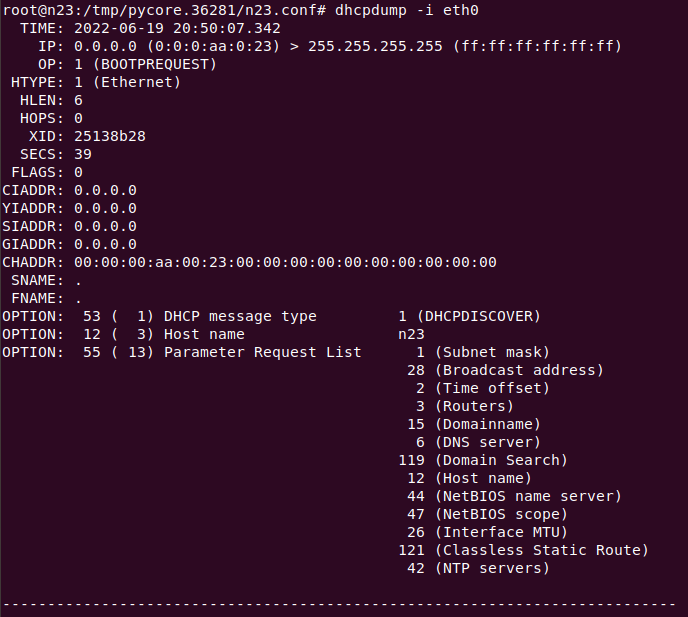 root@n23:/tmp/pycore.36281/n23.conf# dhcpdump -i eth0
  TIME: 2022-06-19 20:50:07.342
    IP: 0.0.0.0 (0:0:0:aa:0:23) > 255.255.255.255 (ff:ff:ff:ff:ff:ff)
    OP: 1 (BOOTPREQUEST)
 HTYPE: 1 (Ethernet)
  HLEN: 6
  HOPS: 0
   XID: 25138b28
  SECS: 39
 FLAGS: 0
CIADDR: 0.0.0.0
YIADDR: 0.0.0.0
SIADDR: 0.0.0.0
GIADDR: 0.0.0.0
CHADDR: 00:00:00:aa:00:23:00:00:00:00:00:00:00:00:00:00
 SNAME: .
 FNAME: .
OPTION:  53 (  1) DHCP message type         1 (DHCPDISCOVER)
OPTION:  12 (  3) Host name                 n23
OPTION:  55 ( 13) Parameter Request List      1 (Subnet mask)
                                             28 (Broadcast address)
                                              2 (Time offset)
                                              3 (Routers)
                                             15 (Domainname)
                                              6 (DNS server)
                                            119 (Domain Search)
                                             12 (Host name)
                                             44 (NetBIOS name server)
                                             47 (NetBIOS scope)
                                             26 (Interface MTU)
                                            121 (Classless Static Route)
                                             42 (NTP servers)
---------------------------------------------------------------------------